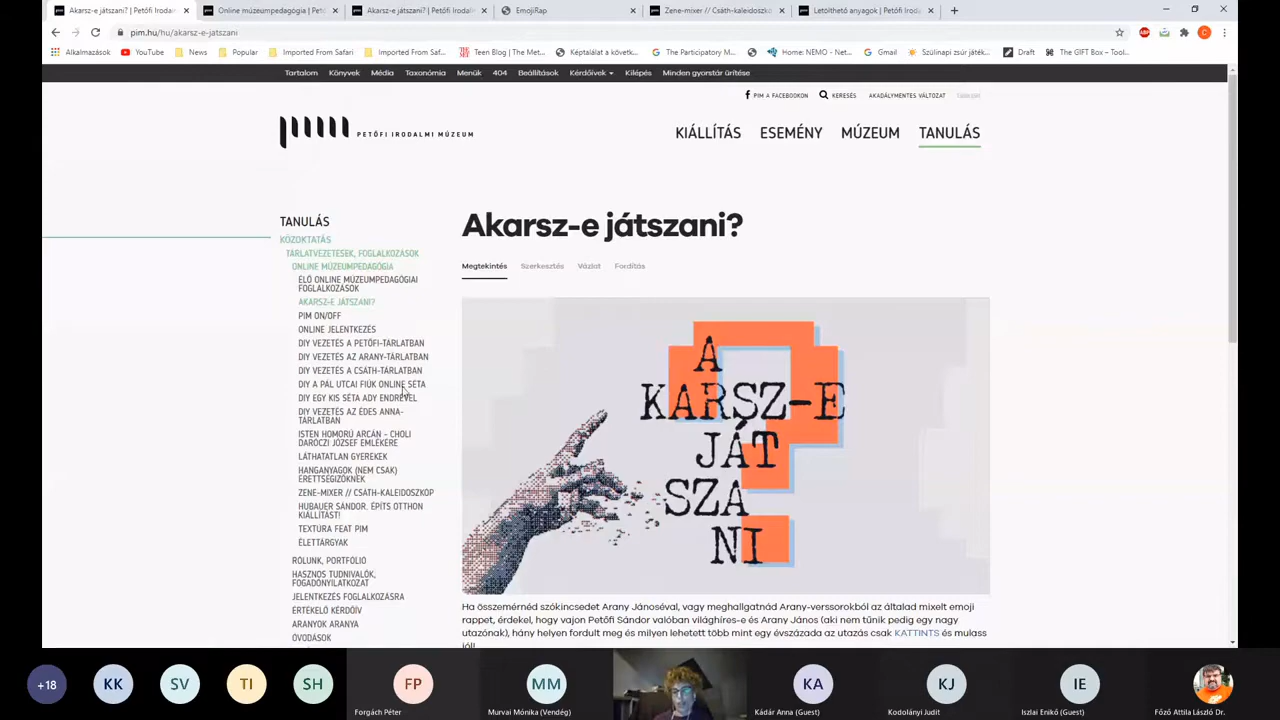 Akarsz-e játszani? | Petőfi Irodal
Online múzeumpedagógia | Pet
Akarsz-e játszani? | Petőfi Irodal
EmojiRap
Zene-mixer // Csáth-kaleidoszkó
Letölthető anyagok | Petőfi Iroda
pim.hu/hu/akarsz-e-jatszani
Alkalmazások YouTube News Popular Imported From Safari Imported From Saf... Teen Blog | The Met... Képtalálat a követk... The Participatory M... Home: NEMO - Net... Gmail Szülinapi zsúr játék... Draft The GIFT Box – Tool...
Tartalom Könyvek Média Taxonómia Menük 404 Beállítások Kérdőívek Kilépés Minden gyorstár ürítése
PIM A FACEBOOKON KERESÉS AKADÁLYMENTES VÁLTOZAT
PETŐFI IRODALMI MÚZEUM
KIÁLLÍTÁS ESEMÉNY MÚZEUM TANULÁS
TANULÁS
KÖZOKTATÁS
TÁRLATVEZETÉSEK, FOGLALKOZÁSOK
ONLINE MÚZEUMPEDAGÓGIA
ÉLŐ ONLINE MÚZEUMPEDAGÓGIAI
FOGLALKOZÁSOK
AKARSZ-E JÁTSZANI?
PIM ON/OFF
ONLINE JELENTKEZÉS
DIY VEZETÉS A PETŐFI-TÁRLATBAN
DIY VEZETÉS AZ ARANY-TÁRLATBAN
DIY VEZETÉS A CSÁTH-TÁRLATBAN
DIY A PÁL UTCAI FIÚK ONLINE SÉTA
DIY EGY KIS SÉTA ADY ENDRÉVEL
DIY VEZETÉS AZ ÉDES ANNA-
TÁRLATBAN
ISTEN HOMORÚ ARCÁN - CHOLI
DARÓCZI JÓZSEF EMLÉKÉRE
LÁTHATATLAN GYEREKEK
HANGANYAGOK (NEM CSAK)
ÉRETTSÉGIZŐKNEK
ZENE-MIXER // CSÁTH-KALEIDOSZKÓP
HÜBAUER SÁNDOR. ÉPÍTS OTTHON
KIÁLLÍTÁST!
TEXTÚRA FEAT PIM
ÉLETTÁRGYAK
RÓLUNK, PORTFÓLIÓ
HASZNOS TUDNIVALÓK,
FOGADÓNYILATKOZAT
JELENTKEZÉS FOGLALKOZÁSRA
ÉRTÉKELŐ KÉRDŐÍV
ARANYOK ARANYA
ÓVODÁSOK
Akarsz-e játszani?
Megtekintés Szerkesztés Vázlat Fordítás
A
KARSZ-E
JÁT
SZA
NI
Ha összemérnéd szókincsedet Arany Jánoséval, vagy meghallgatnád Arany-verssorokból az általad mixelt emoji
rappet, érdekel, hogy vajon Petőfi Sándor valóban világhíres-e és Arany János (aki nem tűnik pedig egy nagy
utazónak), hány helyen fordult meg és milyen lehetett több mint egy évszázada az utazás csak KATTINTS és mulass
jól!
+18 KK SV TI SH FP MM KA KJ IE
Forgách Péter Murvai Mónika (Vendég) Kádár Anna (Guest) Kodolányi Judit Iszlai Enikő (Guest) Főző Attila László Dr.